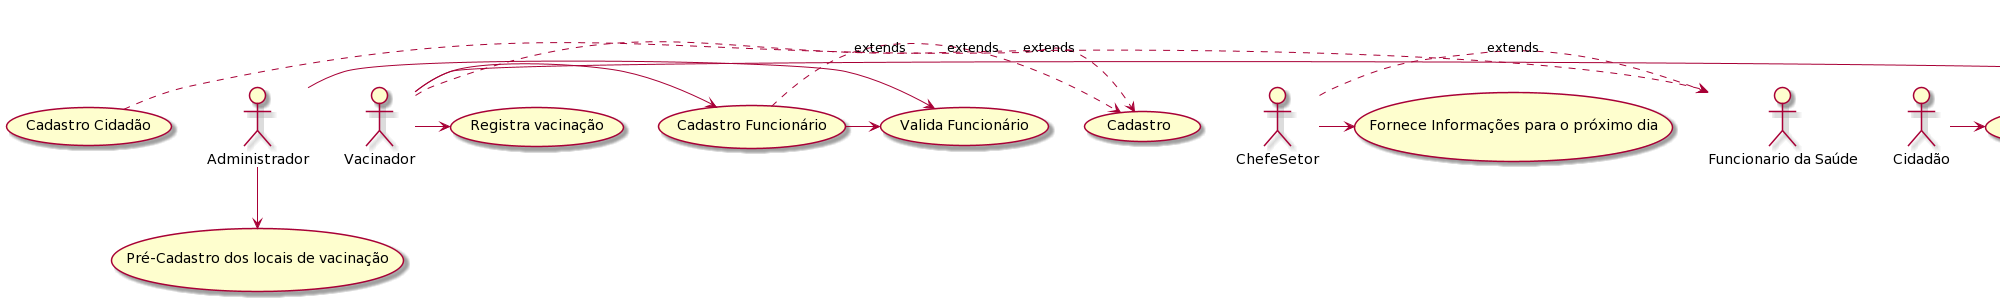 extends
extends
extends
extends
Cadastro Cidadão
Administrador
Vacinador
Registra vacinação
Cadastro Funcionário
Valida Funcionário
Cadastro
ChefeSetor
Fornece Informações para o próximo dia
Funcionario da Saúde
Cidadão
Pré-Cadastro dos locais de vacinação